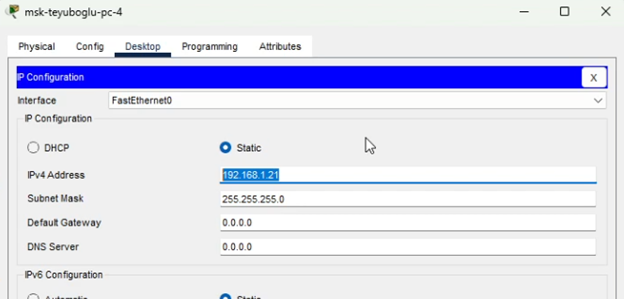 msk-teyuboglu-pc-4
Physical Config Desktop Programming Attributes
IP Configuration X
Interface FastEthernet0
IP Configuration
DHCP Static
IPv4 Address 192.168.1.21
Subnet Mask 255.255.255.0
Default Gateway 0.0.0.0
DNS Server 0.0.0.0
IPv6 Configuration
Automatic Static